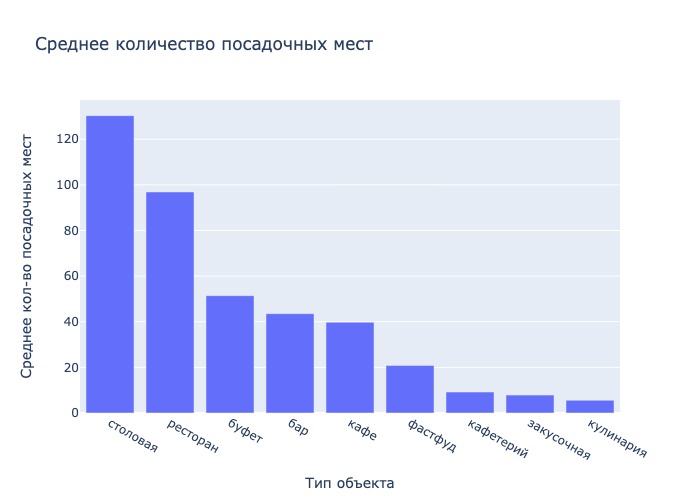 Среднее количество посадочных мест
Среднее кол-во посадочных мест
120
100
80
60
40
20
0
столовая
ресторан
буфет
бар
кафе
фастфуд
кафетерий
закусочная
кулинария
Тип объекта